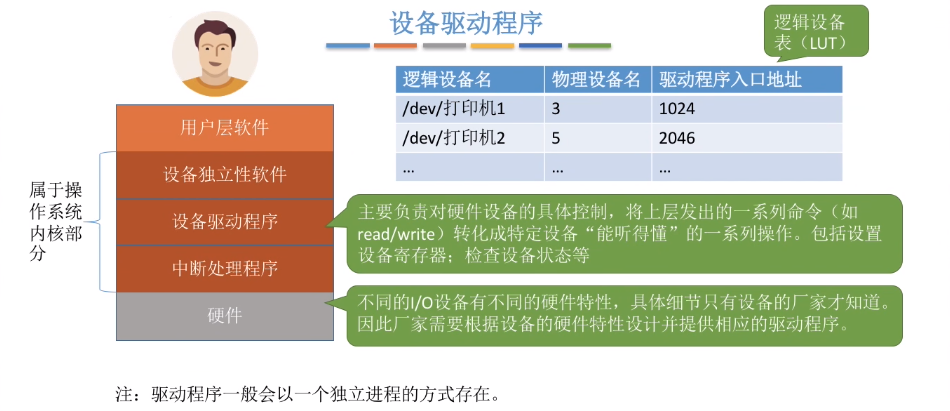 设备驱动程序
逻辑设备
表（LUT）
逻辑设备名 物理设备名 驱动程序入口地址
/dev/打印机1 3 1024
/dev/打印机2 5 2046
... ... ...
用户层软件
设备独立性软件
设备驱动程序
中断处理程序
硬件
属于操
作系统
内核部
分
主要负责对硬件设备的具体控制，将上层发出的一系列命令（如
read/write）转化成特定设备“能听得懂”的一系列操作。包括设置
设备寄存器；检查设备状态等
不同的I/O设备有不同的硬件特性，具体细节只有设备的厂家才知道。
因此厂家需要根据设备的硬件特性设计并提供相应的驱动程序。
注：驱动程序一般会以一个独立进程的方式存在。